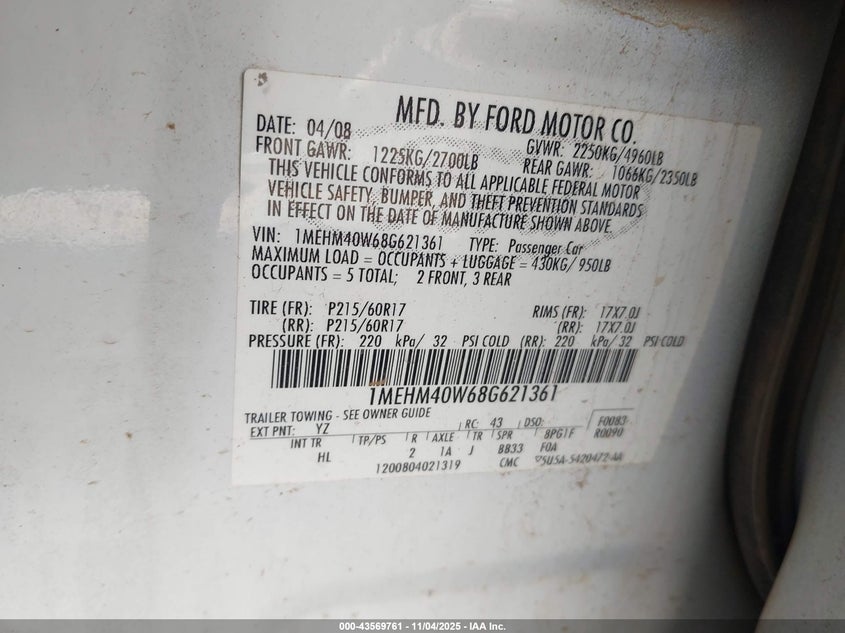 MFD. BY FORD MOTOR CO.
DATE: 04/08 GVWR: 2250KG/4960LB
FRONT GAWR: 1225KG/2700LB REAR GAWR: 1066KG/2350LB
THIS VEHICLE CONFORMS TO ALL APPLICABLE FEDERAL MOTOR
VEHICLE SAFETY, BUMPER, AND THEFT PREVENTION STANDARDS
IN EFFECT ON THE DATE OF MANUFACTURE SHOWN ABOVE.
VIN: 1MEHM40W68G621361 TYPE: Passenger Car
MAXIMUM LOAD = OCCUPANTS + LUGGAGE = 430KG/ 950LB
OCCUPANTS = 5 TOTAL; 2 FRONT, 3 REAR
TIRE (FR): P215/60R17 RIMS (FR): 17X7.0J
(RR): P215/60R17 (RR): 17X7.0J
PRESSURE (FR): 220 kPa/ 32 PSI COLD (RR): 220 kPa/ 32 PSI COLD
1MEHM40W68G621361
TRAILER TOWING - SEE OWNER GUIDE
EXT PNT: YZ RC: 43 DSO: F0083
INT TR TP/PS R AXLE TR SPR 8PG1F R0090
HL 2 1A J 8833 F0A
1200804021319 CMC 5U5A-5420472-AA
000-43569761 - 11/04/2025 - IAA Inc.